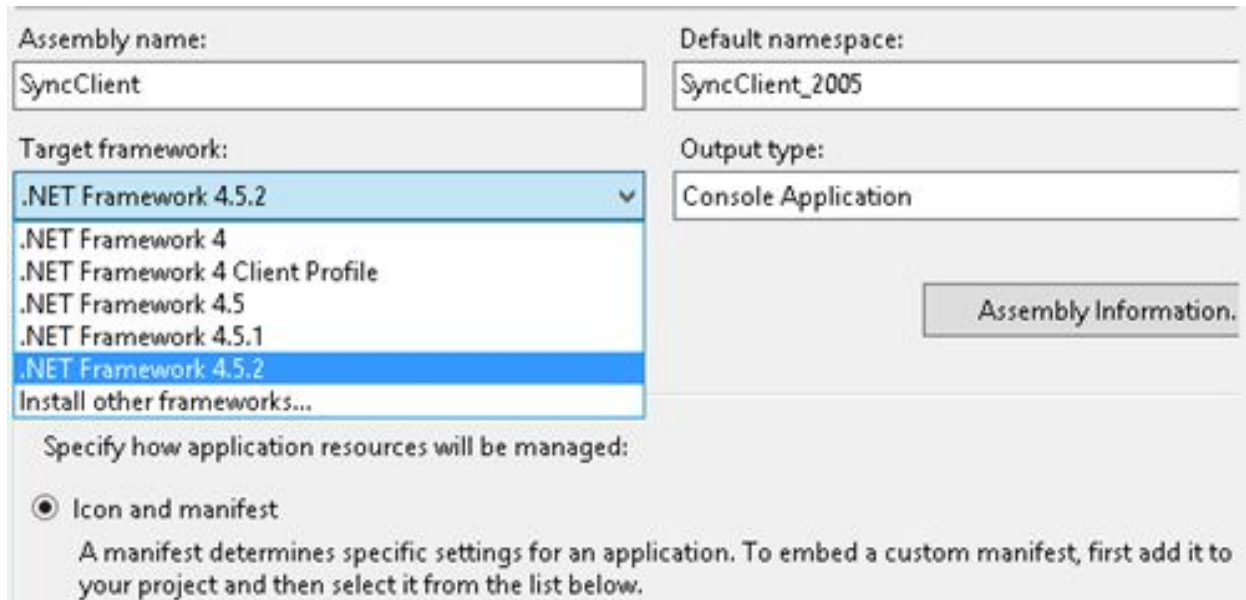 Assembly name:
Default namespace:
SyncClient
SyncClient_2005
Target framework:
Output type:
.NET Framework 4.5.2
Console Application
.NET Framework 4
.NET Framework 4 Client Profile
.NET Framework 4.5
.NET Framework 4.5.1
.NET Framework 4.5.2
Install other frameworks...
Assembly Information.
Specify how application resources will be managed:
Icon and manifest
A manifest determines specific settings for an application. To embed a custom manifest, first add it to
your project and then select it from the list below.